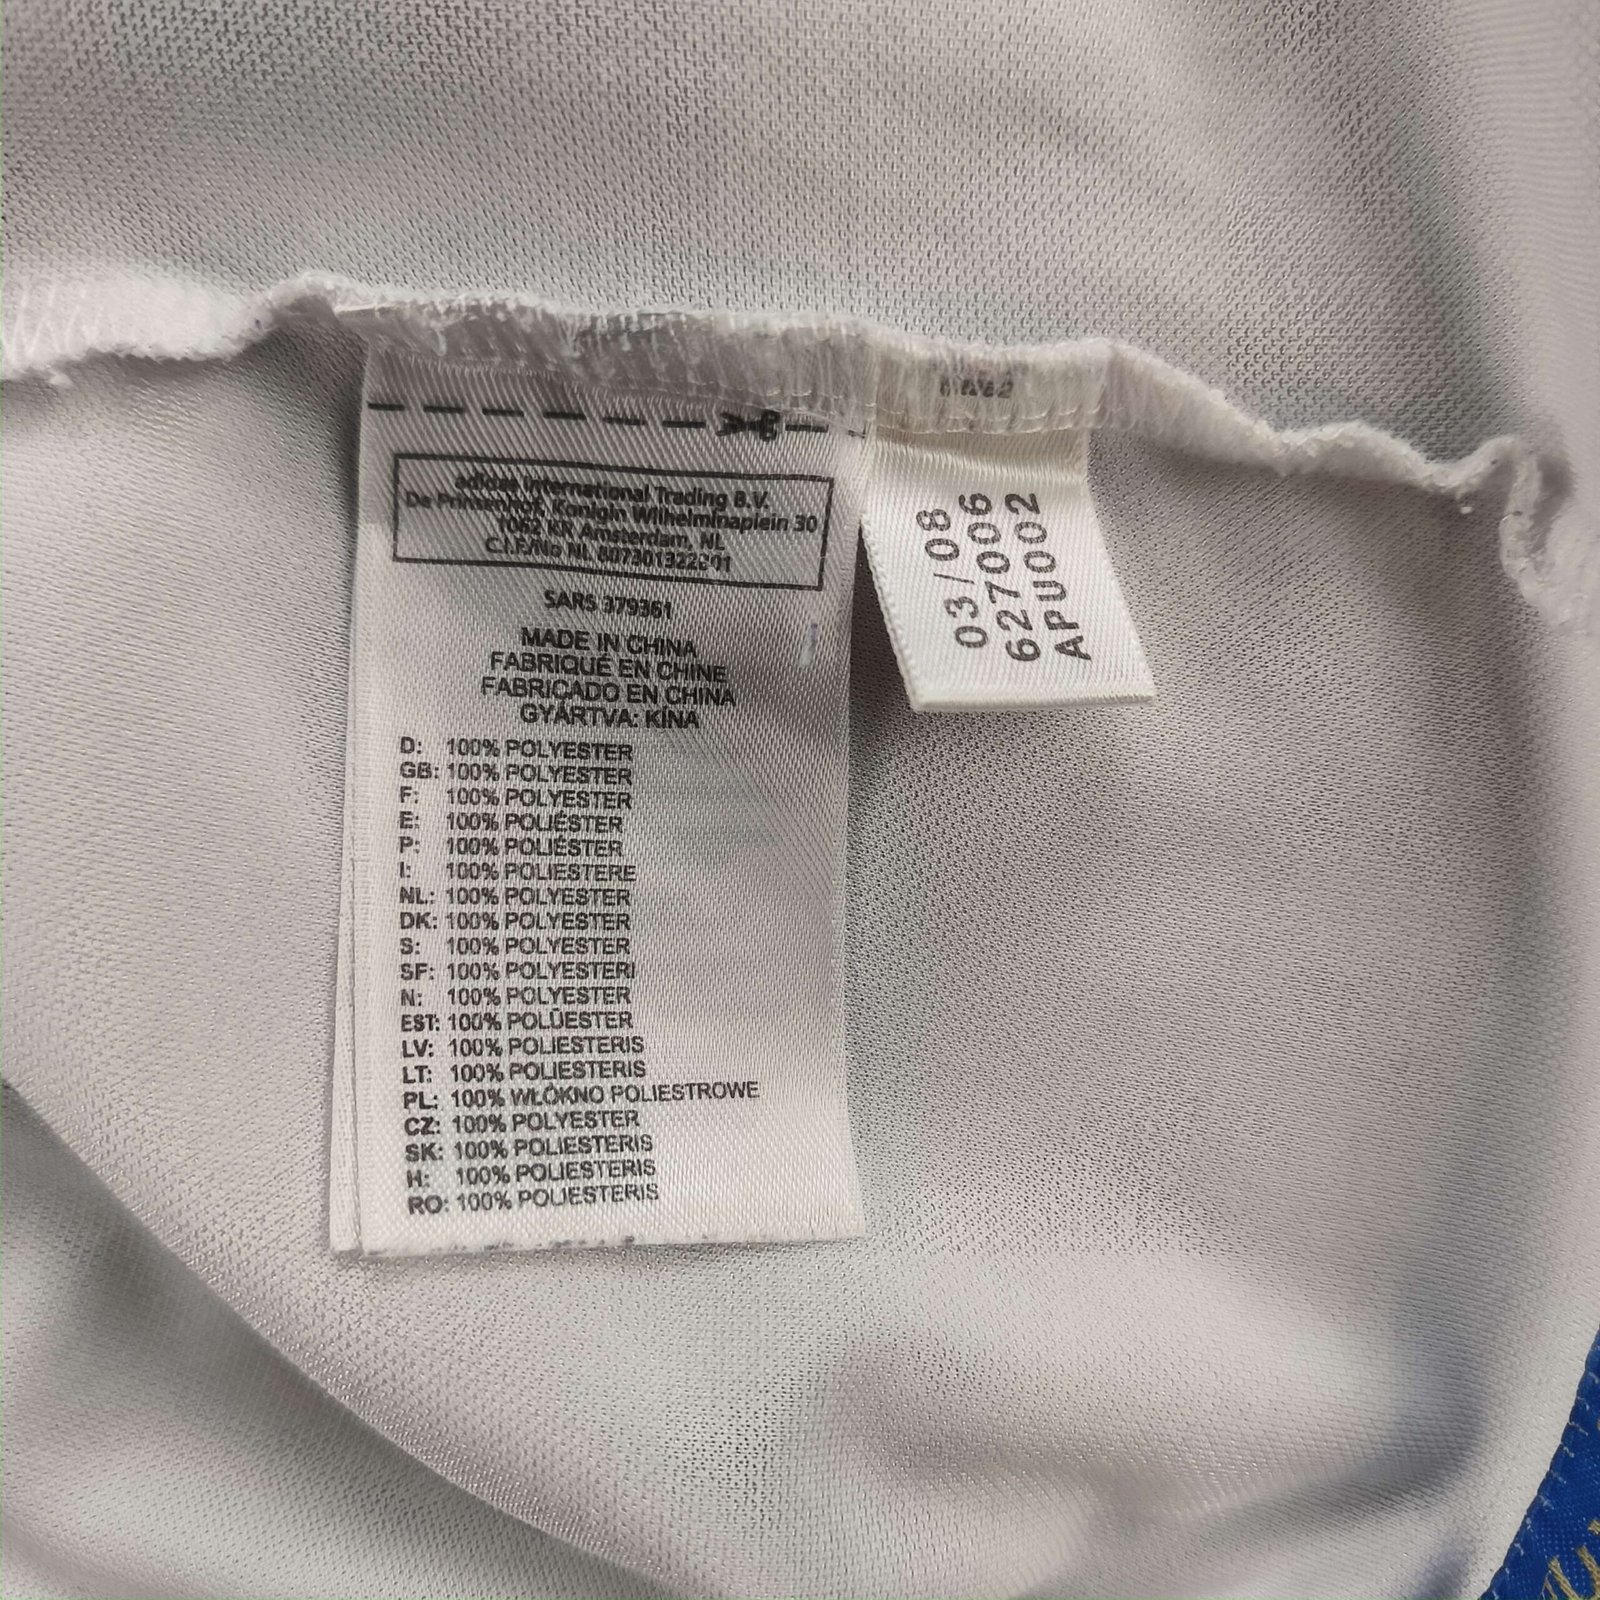 adidas International Trading B.V.
De Prinsenhof, Konigin Wilhelminaplein 30
1062 KR Amsterdam, NL
C.I.F/No NL
SARS 379361
MADE IN CHINA
FABRIQUÉ EN CHINE
FABRICADO EN CHINA
GYÁRTVA: KÍNA
D: 100% POLYESTER
GB: 100% POLYESTER
F: 100% POLYESTER
E: 100% POLIÉSTER
P: 100% POLIÉSTER
I: 100% POLIESTERE
NL: 100% POLYESTER
DK: 100% POLYESTER
S: 100% POLYESTER
SF: 100% POLYESTERI
N: 100% POLYESTER
EST: 100% POLÜESTER
LV: 100% POLIESTERIS
LT: 100% POLIESTERIS
PL: 100% WŁÓKNO POLIESTROWE
CZ: 100% POLYESTER
SK: 100% POLIESTERIS
H: 100% POLIESTERIS
RO: 100% POLIESTERIS
03/08
627006
APU002